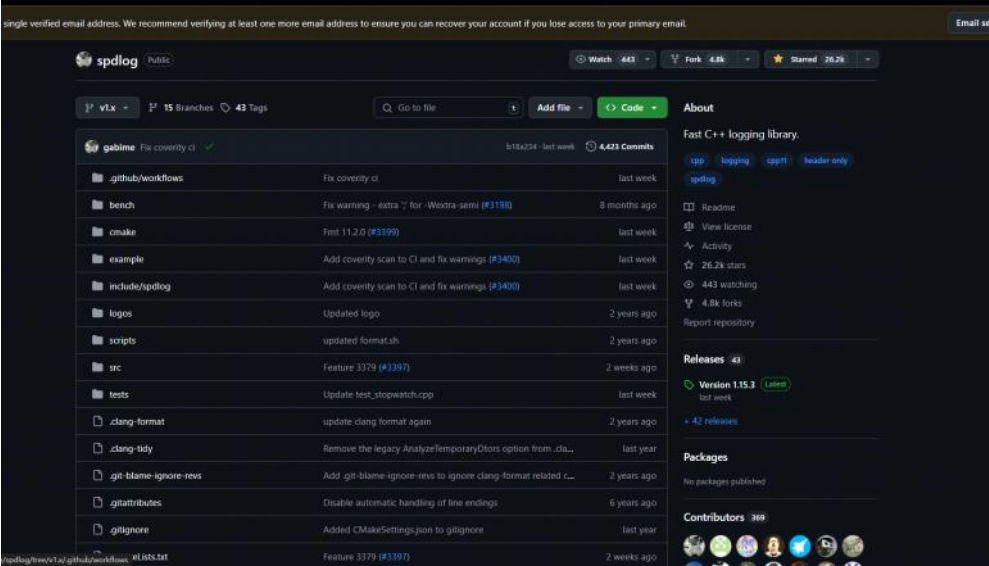 single verified email address. We recommend verifying at least one more email address to ensure you can recover your account if you lose access to your primary email.
Email se
spdlog Public
Watch 443
Fork 4.8k
Starred 26.2k
v1.x
15 Branches
43 Tags
Go to file
t
Add file
Code
gabime Fix coverity ci
b18a234 · last week
4,423 Commits
.github/workflows Fix coverity ci last week
bench Fix warning - extra ';' for -Wextra-semi (#3198) 8 months ago
cmake Fmt 11.2.0 (#3399) last week
example Add coverity scan to CI and fix warnings (#3400) last week
include/spdlog Add coverity scan to CI and fix warnings (#3400) last week
logos Updated logo 2 years ago
scripts updated format.sh 2 years ago
src Feature 3379 (#3397) 2 weeks ago
tests Update test_stopwatch.cpp last week
.clang-format update clang format again 2 years ago
.clang-tidy Remove the legacy AnalyzeTemporaryDtors option from .cla... last year
.git-blame-ignore-revs Add .git-blame-ignore-revs to ignore clang-format related c... 2 years ago
.gitattributes Disable automatic handling of line endings 6 years ago
.gitignore Added CMakeSettings.json to gitignore last year
eLists.txt Feature 3379 (#3397) 2 weeks ago
/spdlog/tree/v1.x/.github/workflows
About
Fast C++ logging library.
cpp logging cpp11 header-only
spdlog
Readme
View license
Activity
26.2k stars
443 watching
4.8k forks
Report repository
Releases 43
Version 1.15.3 Latest
last week
+ 42 releases
Packages
No packages published
Contributors 369